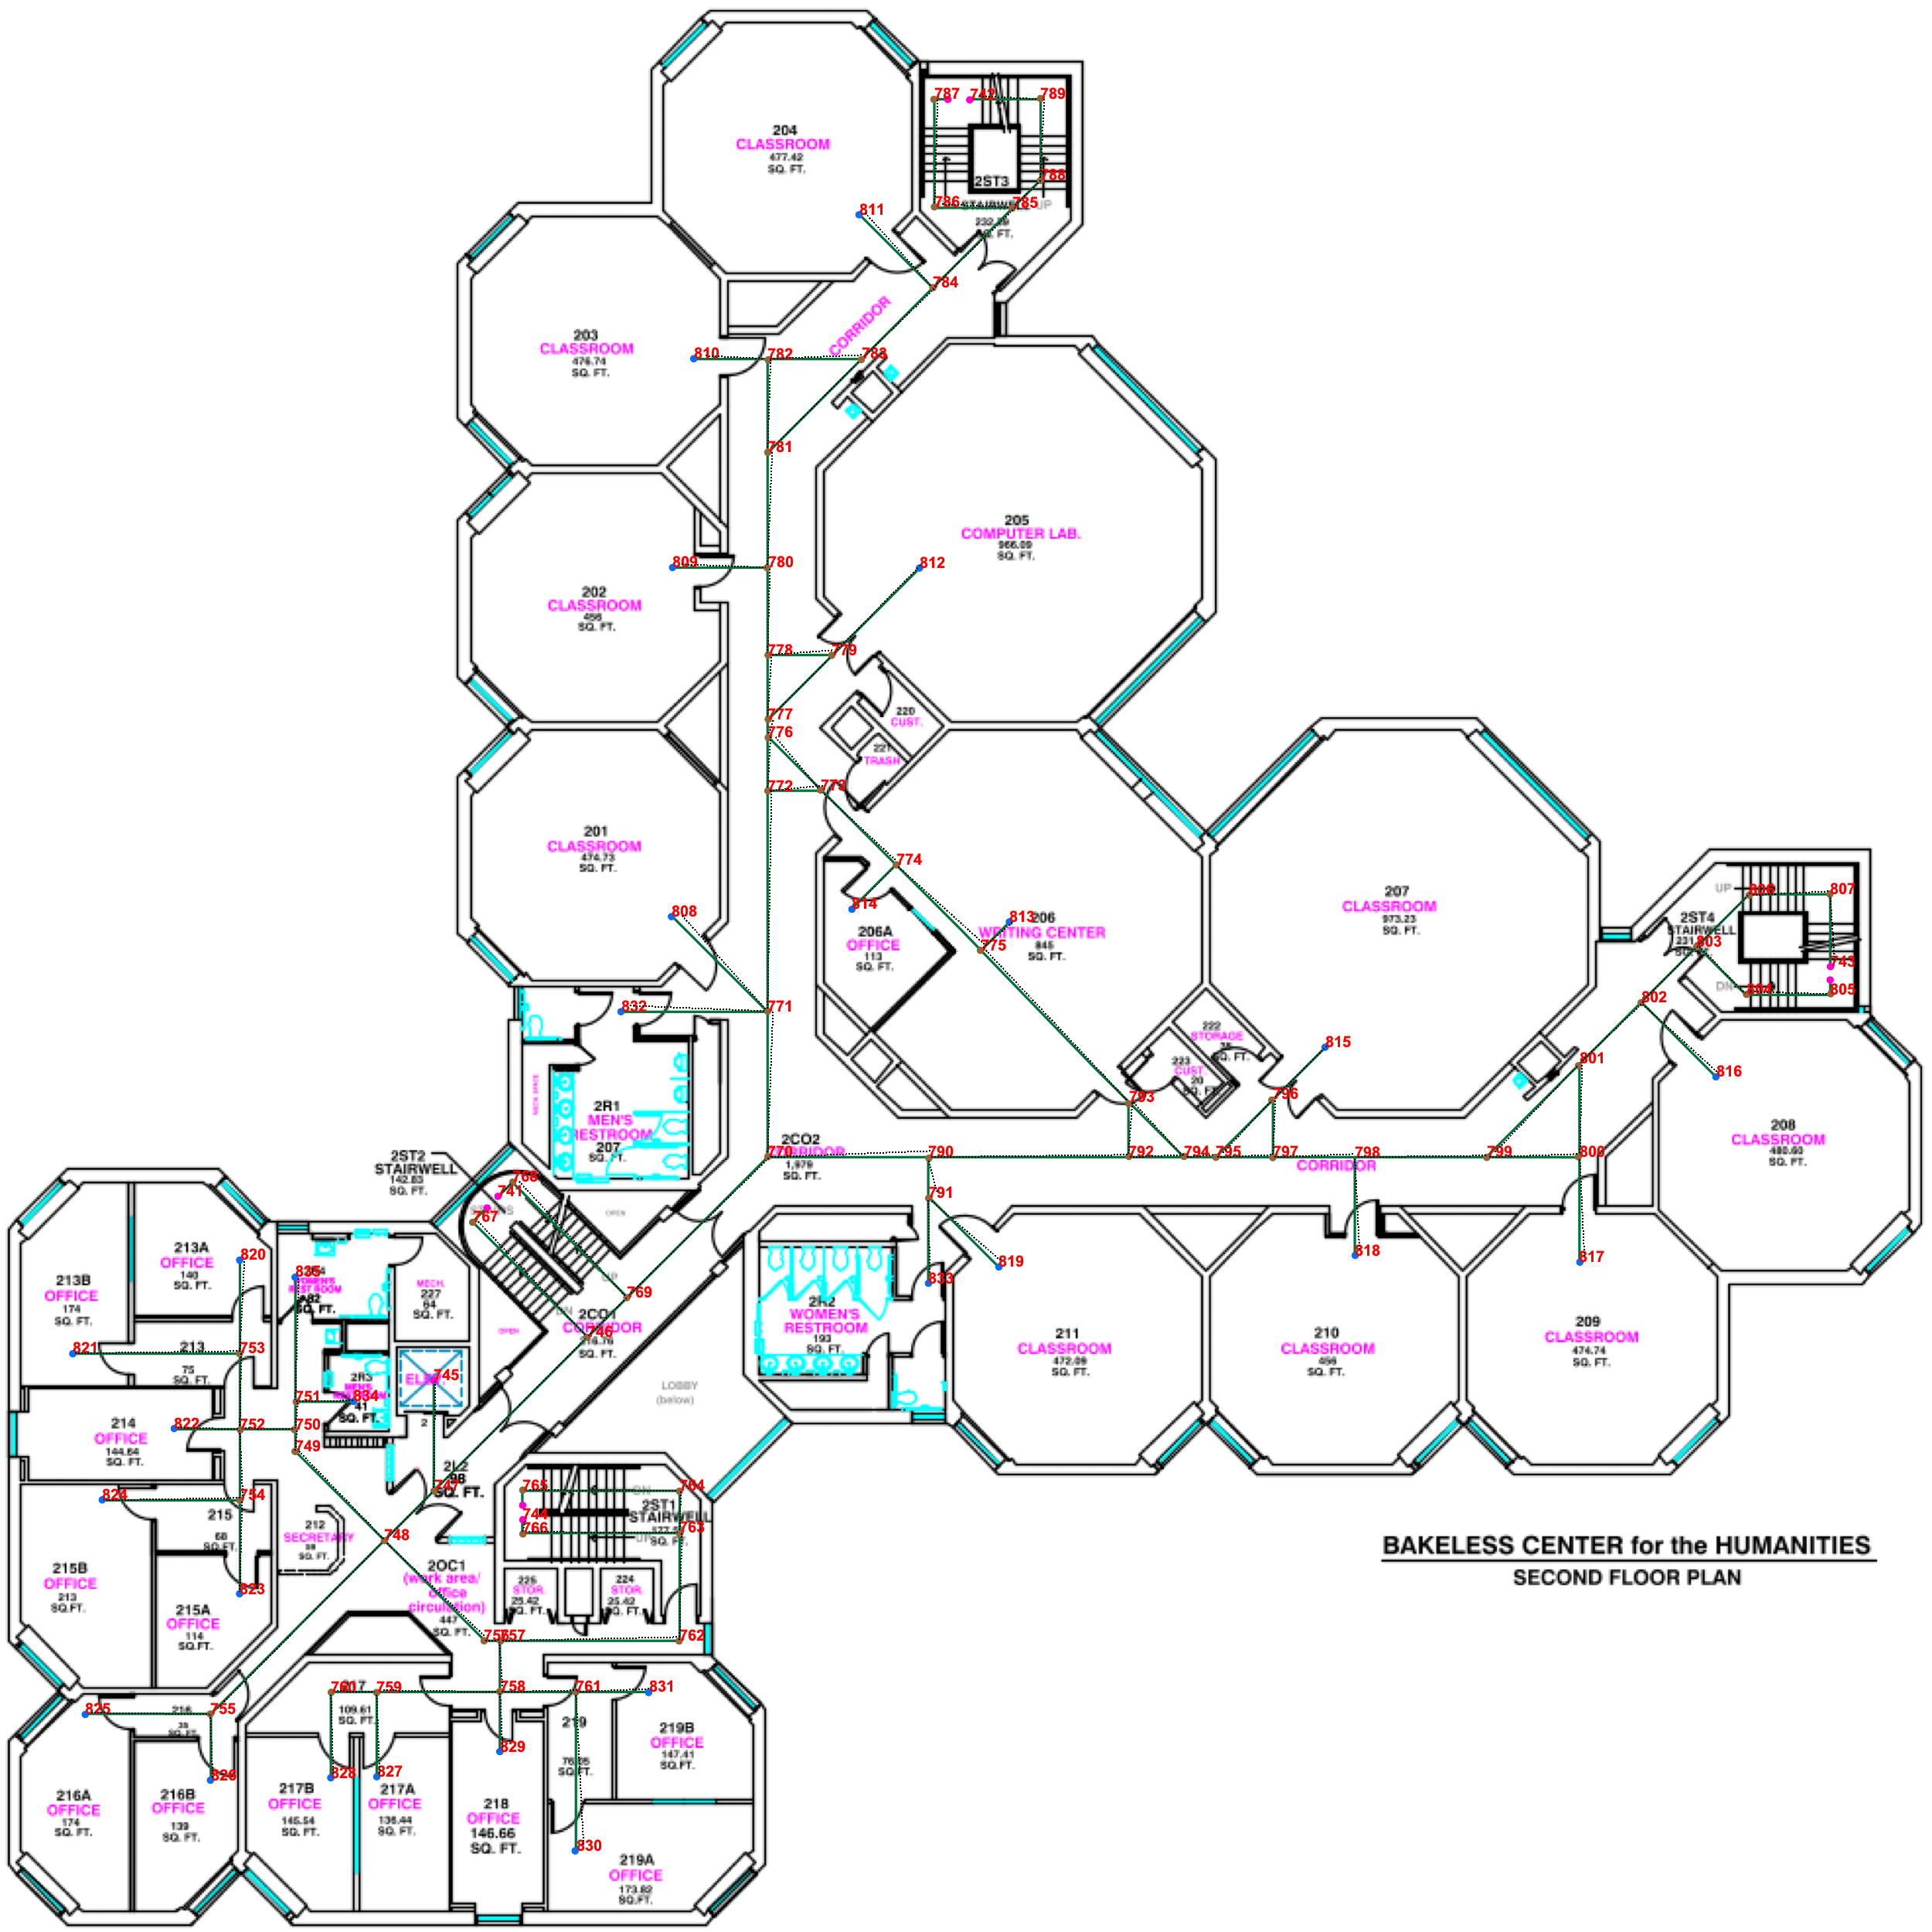 204
CLASSROOM
477.42
SQ. FT.
787
742
789
788
2ST3
786
785
UP
STAIRWELL
SQ. FT.
811
784
CORRIDOR
203
CLASSROOM
476.74
SQ. FT.
810
782
783
781
205
COMPUTER LAB.
966.09
SQ. FT.
809
780
812
202
CLASSROOM
456
SQ. FT.
778
779
777
776
220
CUST.
221
TRASH
772
773
201
CLASSROOM
474.73
SQ. FT.
774
808
814
813
206
WRITING CENTER
845
SQ. FT.
775
206A
OFFICE
113
SQ. FT.
207
CLASSROOM
973.23
SQ. FT.
UP
806
807
2ST4
STAIRWELL
803
743
DN
804
805
802
832
771
222
STORAGE
SQ. FT.
223
CUST.
20
SQ. FT.
815
801
816
796
793
MECH. SPACE
2R1
MEN'S
RESTROOM
207
SQ. FT.
208
CLASSROOM
480.60
SQ. FT.
2CO2
CORRIDOR
1,979
SQ. FT.
770
790
792
794
795
797
798
799
800
CORRIDOR
2ST2
STAIRWELL
142.83
SQ. FT.
768
741
767
OPEN
791
819
818
817
833
213A
OFFICE
140
SQ. FT.
820
213B
OFFICE
174
SQ. FT.
835
REST ROOM
SQ. FT.
MECH.
227
64
SQ. FT.
UP
769
DN
2CO1
CORRIDOR
746
SQ. FT.
OPEN
2R2
WOMEN'S
RESTROOM
193
SQ. FT.
211
CLASSROOM
472.09
SQ. FT.
210
CLASSROOM
456
SQ. FT.
209
CLASSROOM
474.74
SQ. FT.
821
213
75
SQ. FT.
753
2R3
MEN'S
41
SQ. FT.
834
751
ELEV.
745
2
LOBBY
(below)
214
OFFICE
144.64
SQ. FT.
822
752
750
749
2L2
98
SQ. FT.
747
824
754
215
68
SQ.FT.
212
SECRETARY
SQ. FT.
748
765
DN
764
744
766
2ST1
STAIRWELL
763
UP
BAKELESS CENTER for the HUMANITIES
SECOND FLOOR PLAN
215B
OFFICE
213
SQ.FT.
823
215A
OFFICE
114
SQ.FT.
2OC1
(work area/
office
circulation)
447
SQ. FT.
225
STOR.
25.42
SQ. FT.
224
STOR.
25.42
SQ. FT.
756
757
762
825
216
35
SQ. FT.
755
760
217
759
109.61
SQ. FT.
758
761
831
219
SQ. FT.
219B
OFFICE
147.41
SQ.FT.
829
826
828
827
216A
OFFICE
174
SQ. FT.
216B
OFFICE
139
SQ. FT.
217B
OFFICE
145.54
SQ. FT.
217A
OFFICE
136.44
SQ. FT.
218
OFFICE
146.66
SQ. FT.
830
219A
OFFICE
173.82
SQ.FT.